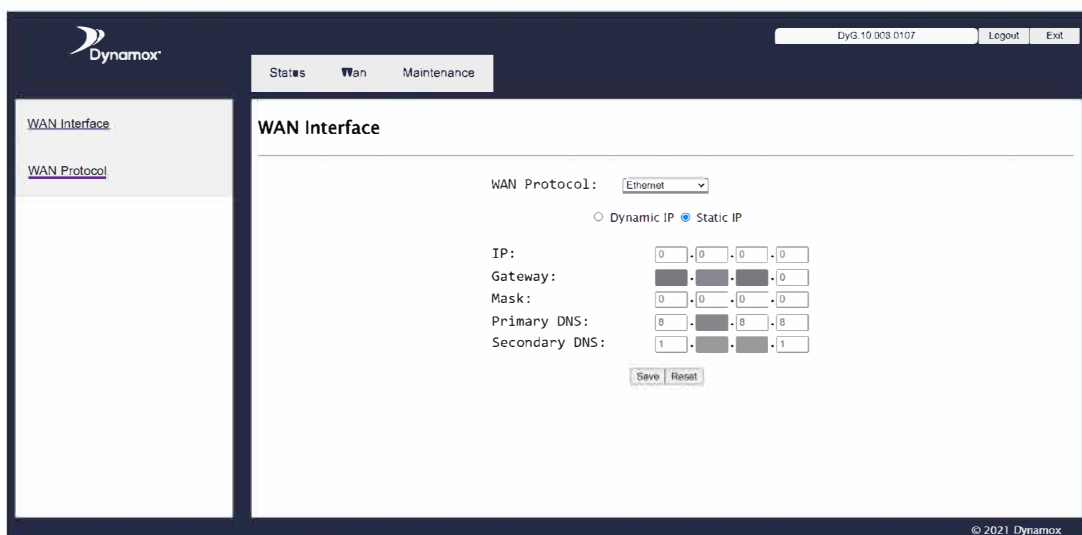 Dynamox
DyG.10.003.0107 Logout Exit
Status Wan Maintenance
WAN Interface
WAN Protocol
WAN Interface
WAN Protocol: Ethernet
Dynamic IP Static IP
IP: 0 . 0 . 0 . 0
Gateway: . . . 0
Mask: 0 . 0 . 0 . 0
Primary DNS: 8 . . 8 . 8
Secondary DNS: 1 . . . 1
Save Reset
© 2021 Dynamox